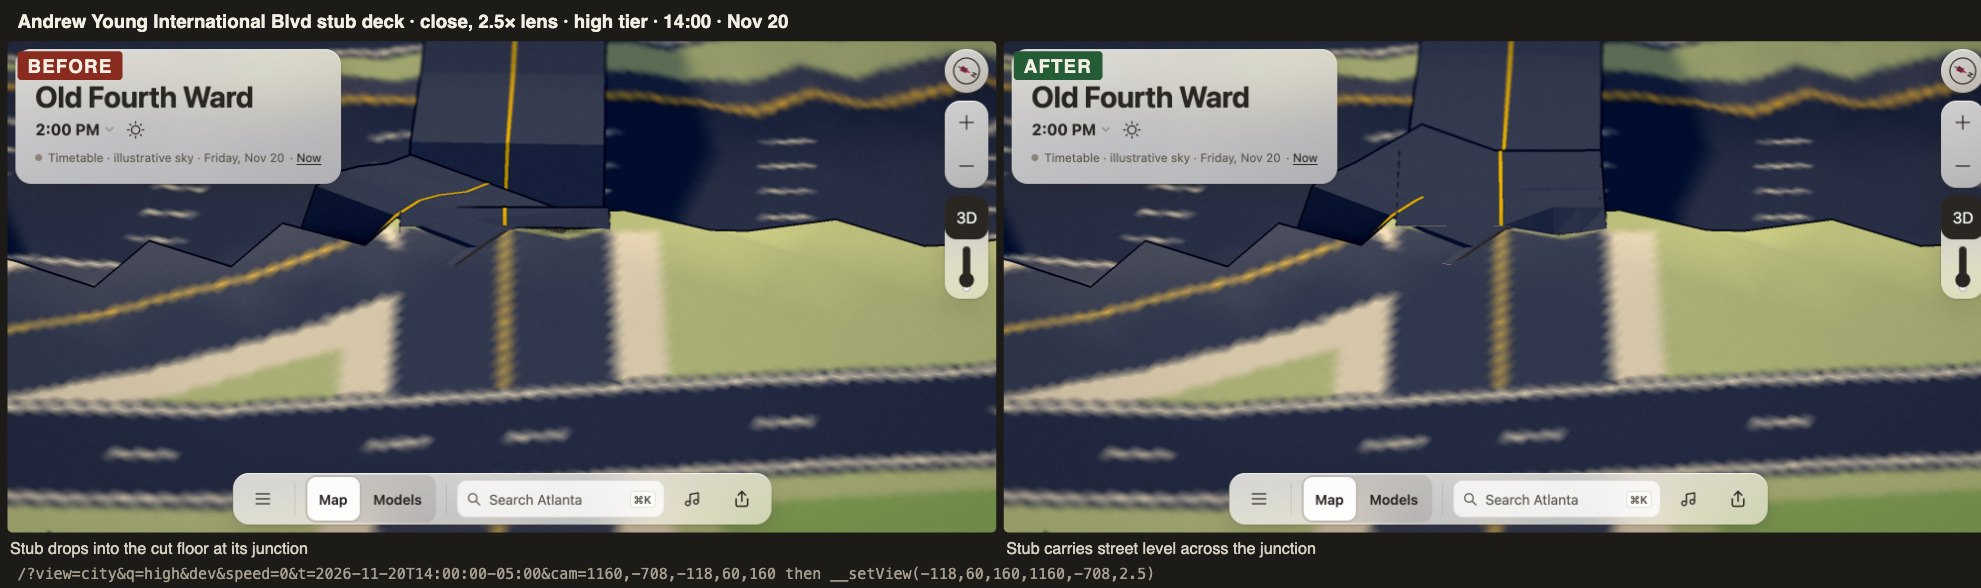 Andrew Young International Blvd stub deck · close, 2.5× lens · high tier · 14:00 · Nov 20
BEFORE
Old Fourth Ward
2:00 PM
Timetable · illustrative sky · Friday, Nov 20 · Now
3D
Map
Models
Search Atlanta
⌘K
Stub drops into the cut floor at its junction
AFTER
Old Fourth Ward
2:00 PM
Timetable · illustrative sky · Friday, Nov 20 · Now
3D
Map
Models
Search Atlanta
⌘K
Stub carries street level across the junction
/?view=city&q=high&dev&speed=0&t=2026-11-20T14:00:00-05:00&cam=1160,-708,-118,60,160 then __setView(-118,60,160,1160,-708,2.5)